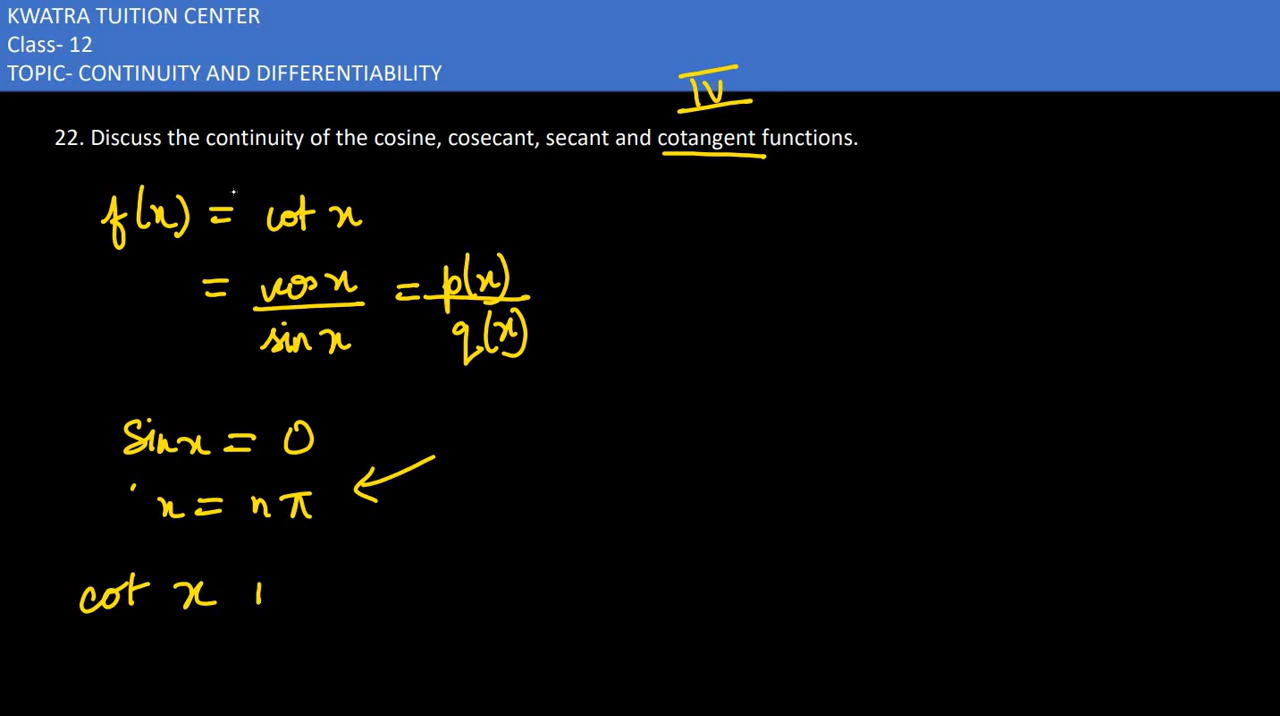 KWATRA TUITION CENTER
Class- 12
TOPIC- CONTINUITY AND DIFFERENTIABILITY
IV
22. Discuss the continuity of the cosine, cosecant, secant and cotangent functions.
f(x) = cot x
= cos x / sin x = p(x) / q(x)
Sin x = 0
x = nπ
cot x